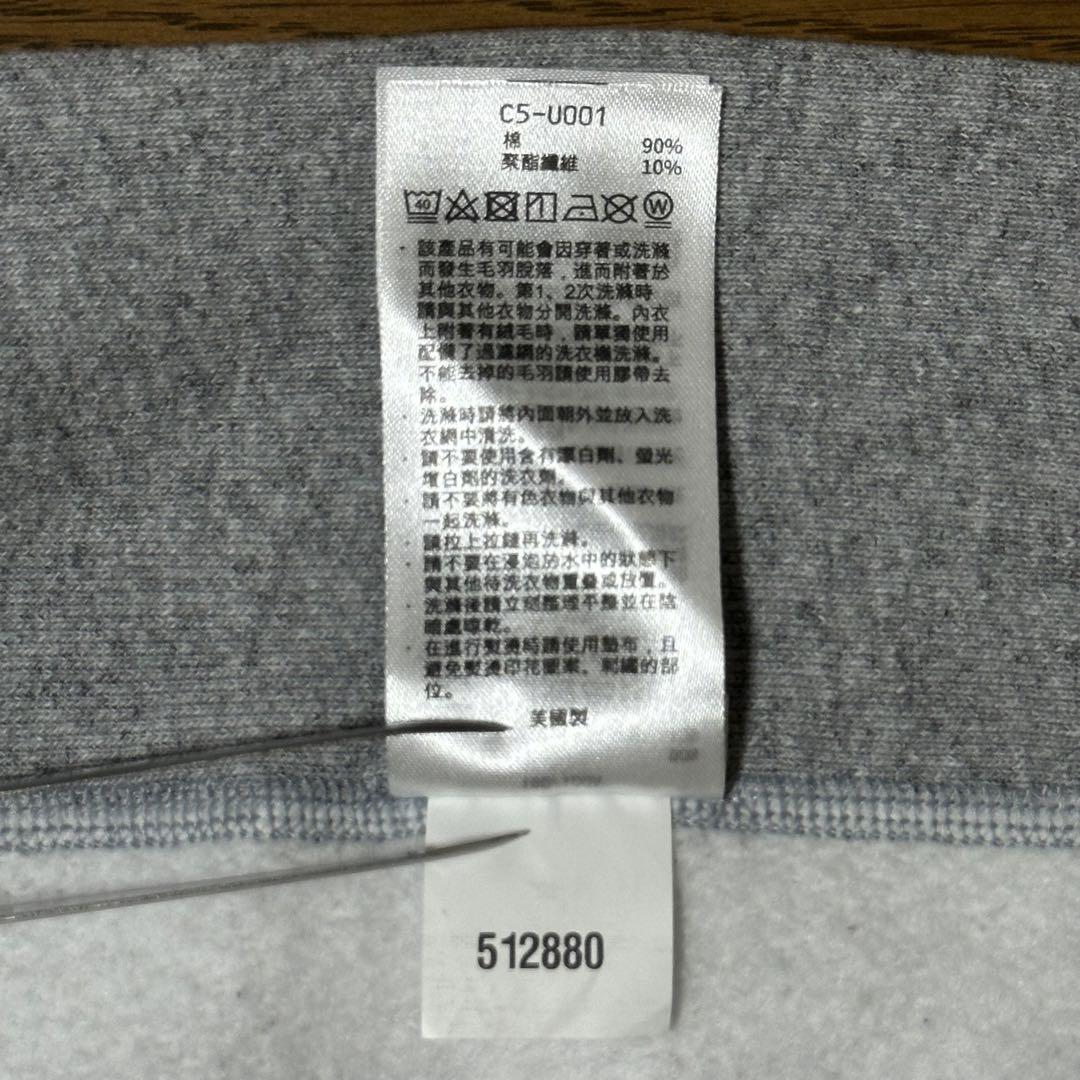 C5-U001
棉 90%
聚酯纖維 10%
40
W
・該產品有可能會因穿著或洗滌
而發生毛羽脫落，進而附著於
其他衣物。第1、2次洗滌時
請與其他衣物分開洗滌。內衣
上附著有絨毛時，請單獨使用
配備了過濾網的洗衣機洗滌。
不能去掉的毛羽請使用膠帶去
除。
・洗滌時請將內面朝外並放入洗
衣網中清洗。
・請不要使用含有漂白劑、螢光
增白劑的洗衣劑。
・請不要將有色衣物與其他衣物
一起洗滌。
・請拉上拉鏈再洗滌。
・請不要在浸泡於水中的狀態下
與其他待洗衣物重疊或放置。
・洗滌後請立刻整理平整並在陰
晾處晾乾。
・在進行熨燙時請使用墊布，且
避免熨燙印花圖案、刺繡的部
位。
美國製
512880